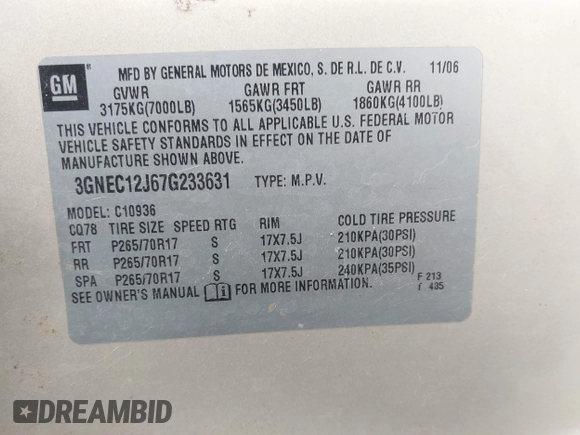 GM ®
MFD BY GENERAL MOTORS DE MEXICO, S. DE R.L. DE C.V. 11/06
GVWR GAWR FRT GAWR RR
3175KG(7000LB) 1565KG(3450LB) 1860KG(4100LB)
THIS VEHICLE CONFORMS TO ALL APPLICABLE U.S. FEDERAL MOTOR
VEHICLE SAFETY STANDARDS IN EFFECT ON THE DATE OF
MANUFACTURE SHOWN ABOVE.
3GNEC12J67G233631 TYPE: M.P.V.
MODEL: C10936
CQ78 TIRE SIZE SPEED RTG RIM COLD TIRE PRESSURE
FRT P265/70R17 S 17X7.5J 210KPA(30PSI)
RR P265/70R17 S 17X7.5J 210KPA(30PSI)
SPA P265/70R17 S 17X7.5J 240KPA(35PSI)
F 213
SEE OWNER'S MANUAL FOR MORE INFORMATION. f 435
DREAMBID